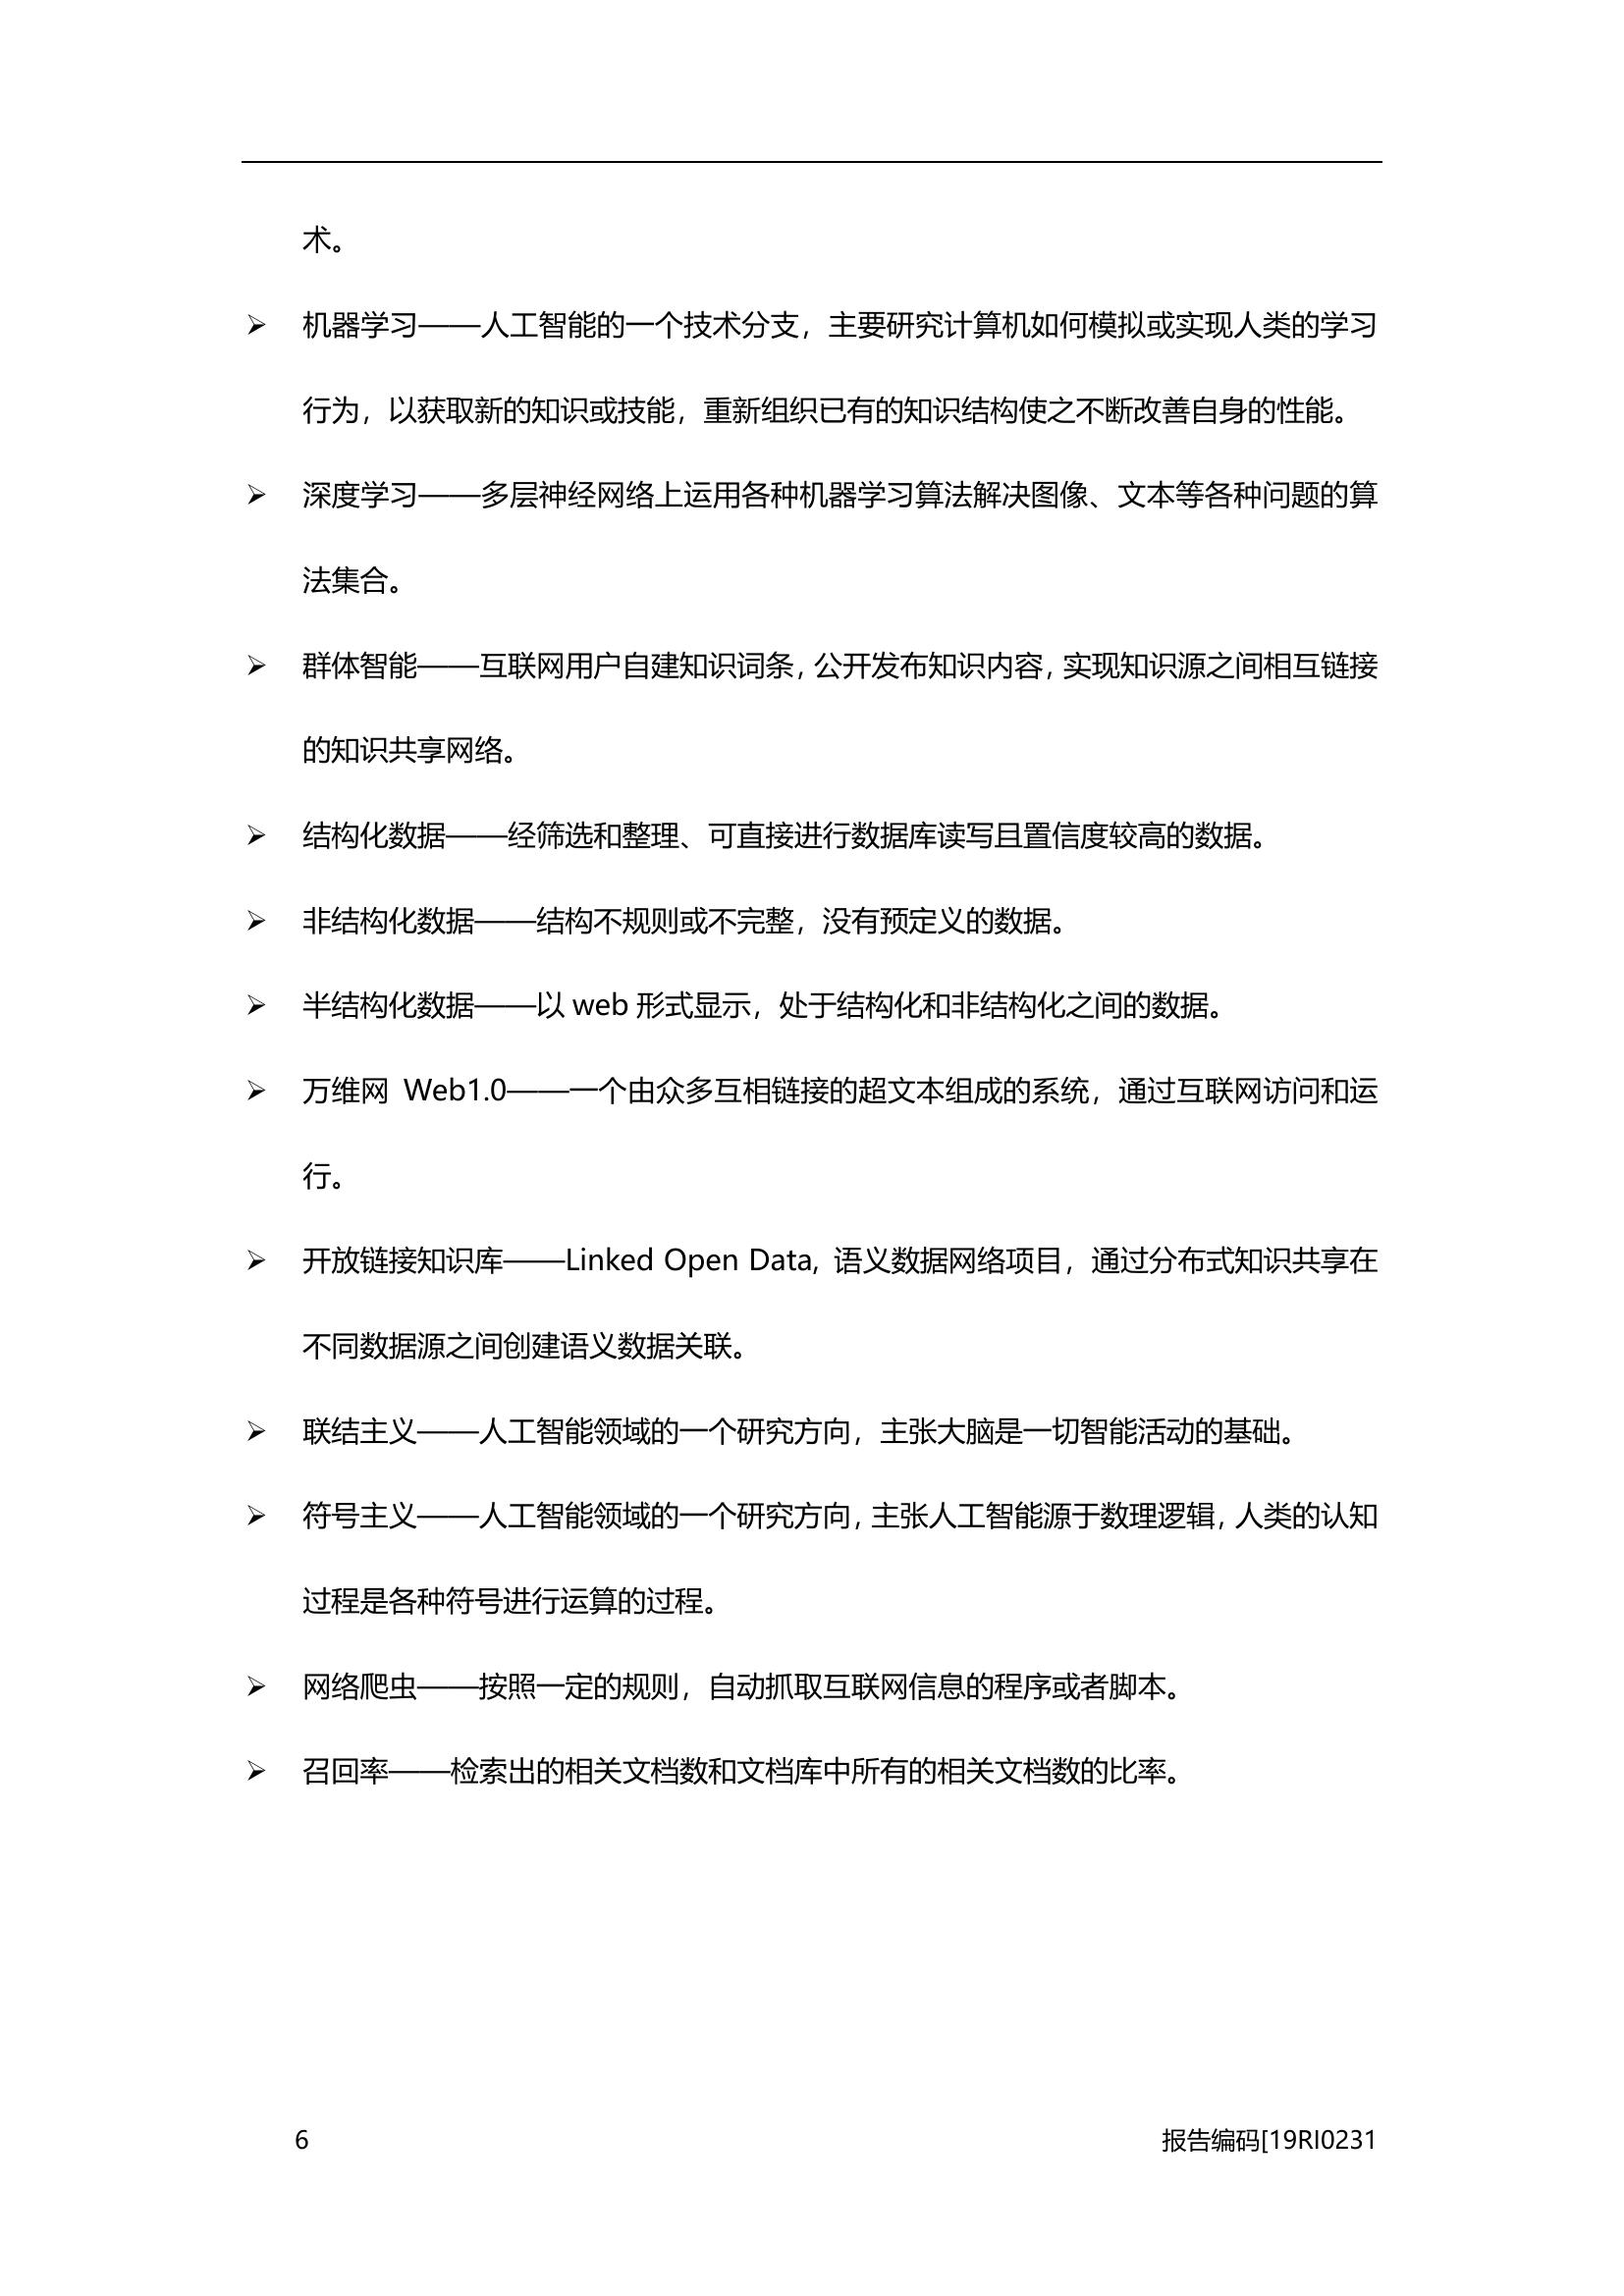 术。
➢ 机器学习——人工智能的一个技术分支，主要研究计算机如何模拟或实现人类的学习
行为，以获取新的知识或技能，重新组织已有的知识结构使之不断改善自身的性能。
➢ 深度学习——多层神经网络上运用各种机器学习算法解决图像、文本等各种问题的算
法集合。
➢ 群体智能——互联网用户自建知识词条，公开发布知识内容，实现知识源之间相互链接
的知识共享网络。
➢ 结构化数据——经筛选和整理、可直接进行数据库读写且置信度较高的数据。
➢ 非结构化数据——结构不规则或不完整，没有预定义的数据。
➢ 半结构化数据——以 web 形式显示，处于结构化和非结构化之间的数据。
➢ 万维网 Web1.0——一个由众多互相链接的超文本组成的系统，通过互联网访问和运
行。
➢ 开放链接知识库——Linked Open Data, 语义数据网络项目，通过分布式知识共享在
不同数据源之间创建语义数据关联。
➢ 联结主义——人工智能领域的一个研究方向，主张大脑是一切智能活动的基础。
➢ 符号主义——人工智能领域的一个研究方向，主张人工智能源于数理逻辑，人类的认知
过程是各种符号进行运算的过程。
➢ 网络爬虫——按照一定的规则，自动抓取互联网信息的程序或者脚本。
➢ 召回率——检索出的相关文档数和文档库中所有的相关文档数的比率。
6 报告编码[19RI0231